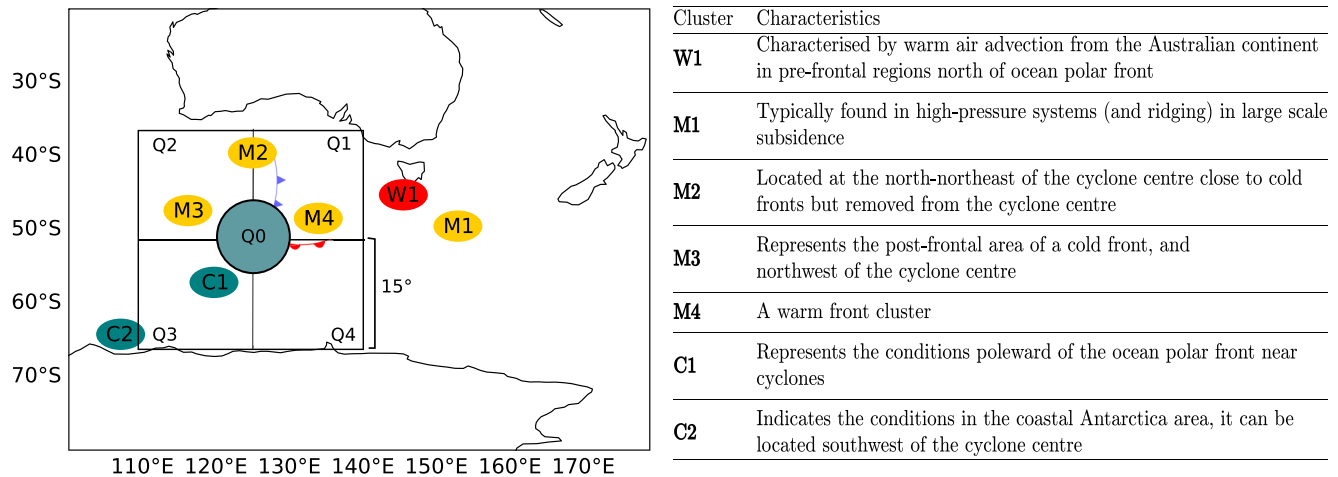 30°S
40°S
50°S
60°S
70°S
110°E 120°E 130°E 140°E 150°E 160°E 170°E
Q2
Q1
M2
W1
M3
M4
M1
Q0
C1
15°
C2
Q3
Q4
Cluster Characteristics
W1
Characterised by warm air advection from the Australian continent
in pre-frontal regions north of ocean polar front
M1
Typically found in high-pressure systems (and ridging) in large scale
subsidence
M2
Located at the north-northeast of the cyclone centre close to cold
fronts but removed from the cyclone centre
M3
Represents the post-frontal area of a cold front, and
northwest of the cyclone centre
M4 A warm front cluster
C1
Represents the conditions poleward of the ocean polar front near
cyclones
C2
Indicates the conditions in the coastal Antarctica area, it can be
located southwest of the cyclone centre